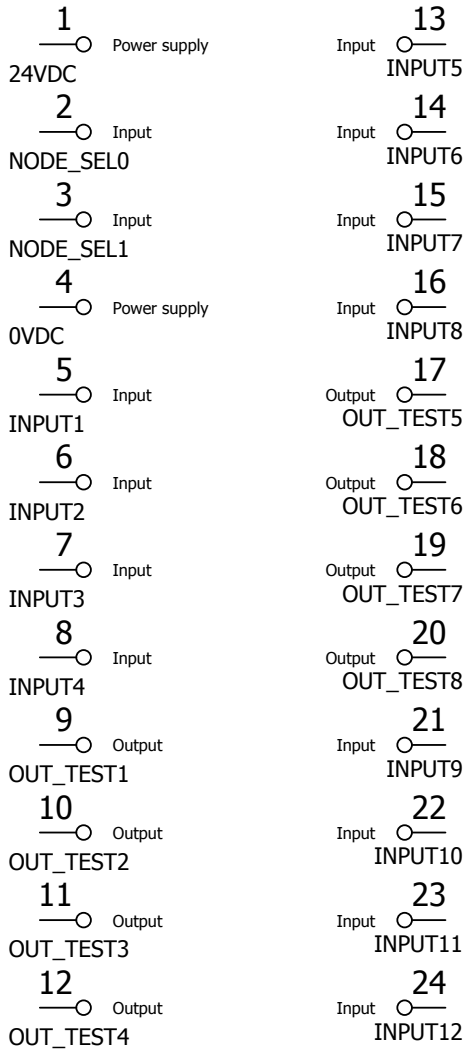 1
Power supply
24VDC
2
Input
NODE_SEL0
3
Input
NODE_SEL1
4
Power supply
0VDC
5
Input
INPUT1
6
Input
INPUT2
7
Input
INPUT3
8
Input
INPUT4
9
Output
OUT_TEST1
10
Output
OUT_TEST2
11
Output
OUT_TEST3
12
Output
OUT_TEST4
13
Input
INPUT5
14
Input
INPUT6
15
Input
INPUT7
16
Input
INPUT8
17
Output
OUT_TEST5
18
Output
OUT_TEST6
19
Output
OUT_TEST7
20
Output
OUT_TEST8
21
Input
INPUT9
22
Input
INPUT10
23
Input
INPUT11
24
Input
INPUT12